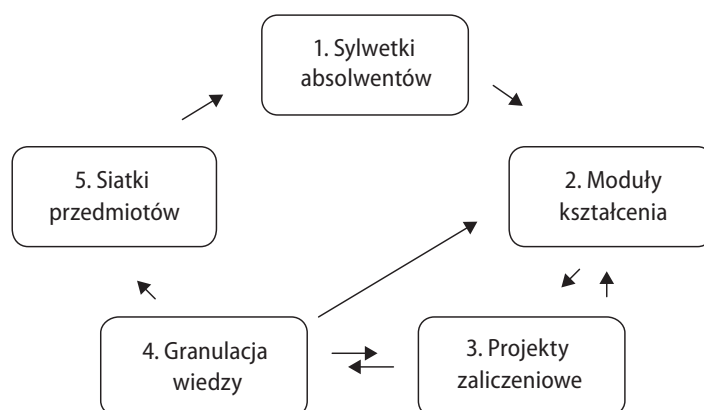 1. Sylwetki
absolwentów
2. Moduły
kształcenia
3. Projekty
zaliczeniowe
4. Granulacja
wiedzy
5. Siatki
przedmiotów